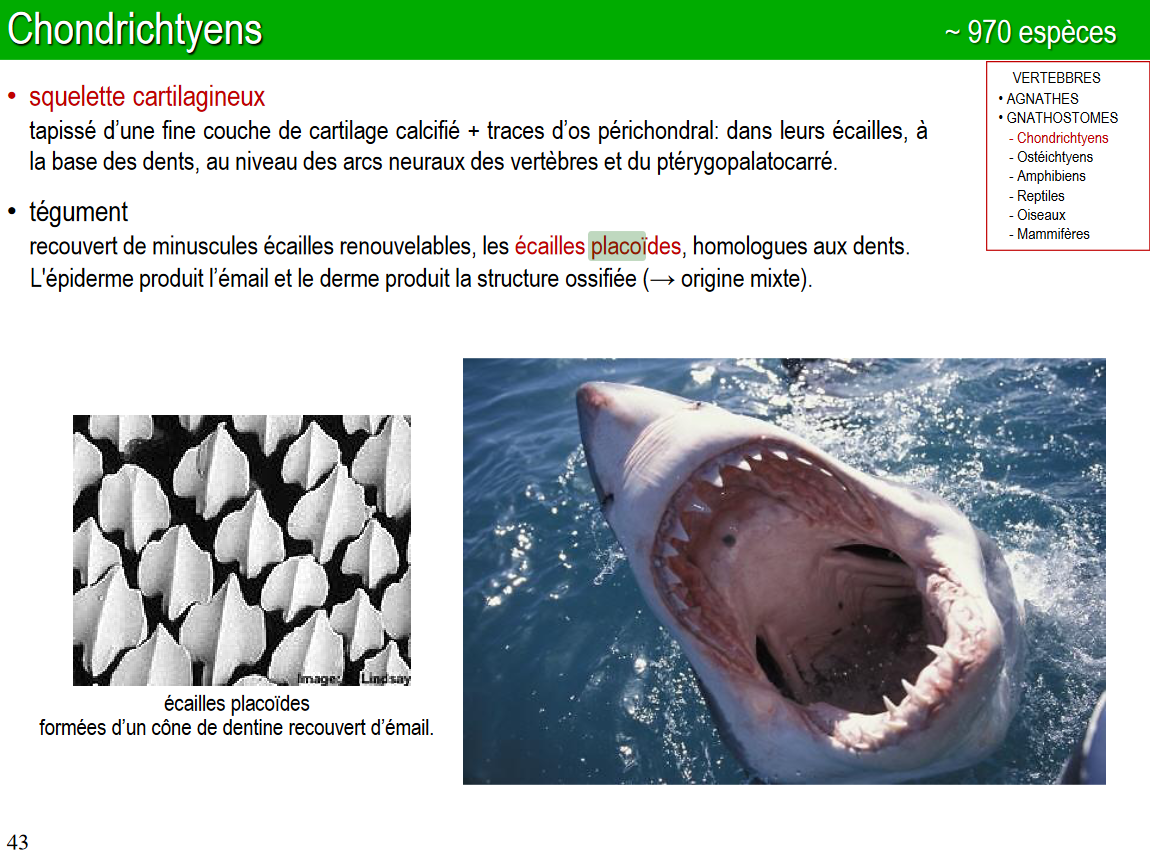 Chondrichtyens
~ 970 espèces
VERTEBBRES
• AGNATHES
• GNATHOSTOMES
- Chondrichtyens
- Ostéichtyens
- Amphibiens
- Reptiles
- Oiseaux
- Mammifères
• squelette cartilagineux
tapissé d’une fine couche de cartilage calcifié + traces d’os périchondral: dans leurs écailles, à
la base des dents, au niveau des arcs neuraux des vertèbres et du ptérygopalatocarré.
• tégument
recouvert de minuscules écailles renouvelables, les écailles placoïdes, homologues aux dents.
L'épiderme produit l’émail et le derme produit la structure ossifiée (→ origine mixte).
Image: Lindsay
écailles placoïdes
formées d’un cône de dentine recouvert d’émail.
43